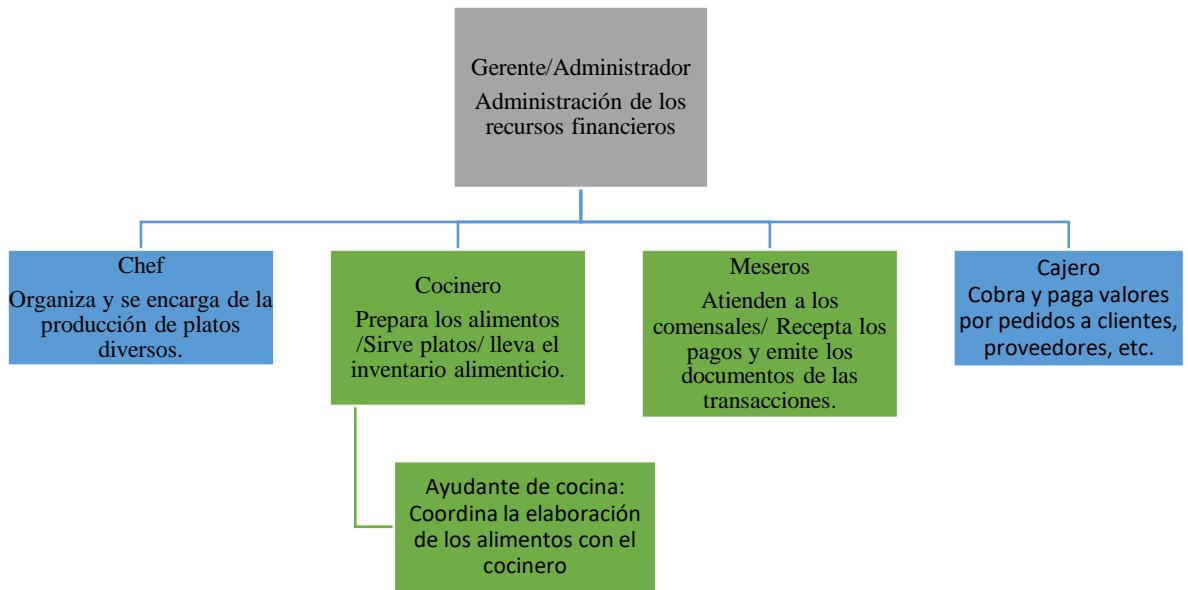 Gerente/Administrador
Administración de los
recursos financieros
Chef
Organiza y se encarga de la
producción de platos
diversos.
Cocinero
Prepara los alimentos
/Sirve platos/ lleva el
inventario alimenticio.
Meseros
Atienden a los
comensales/ Recepta los
pagos y emite los
documentos de las
transacciones.
Cajero
Cobra y paga valores
por pedidos a clientes,
proveedores, etc.
Ayudante de cocina:
Coordina la elaboración
de los alimentos con el
cocinero